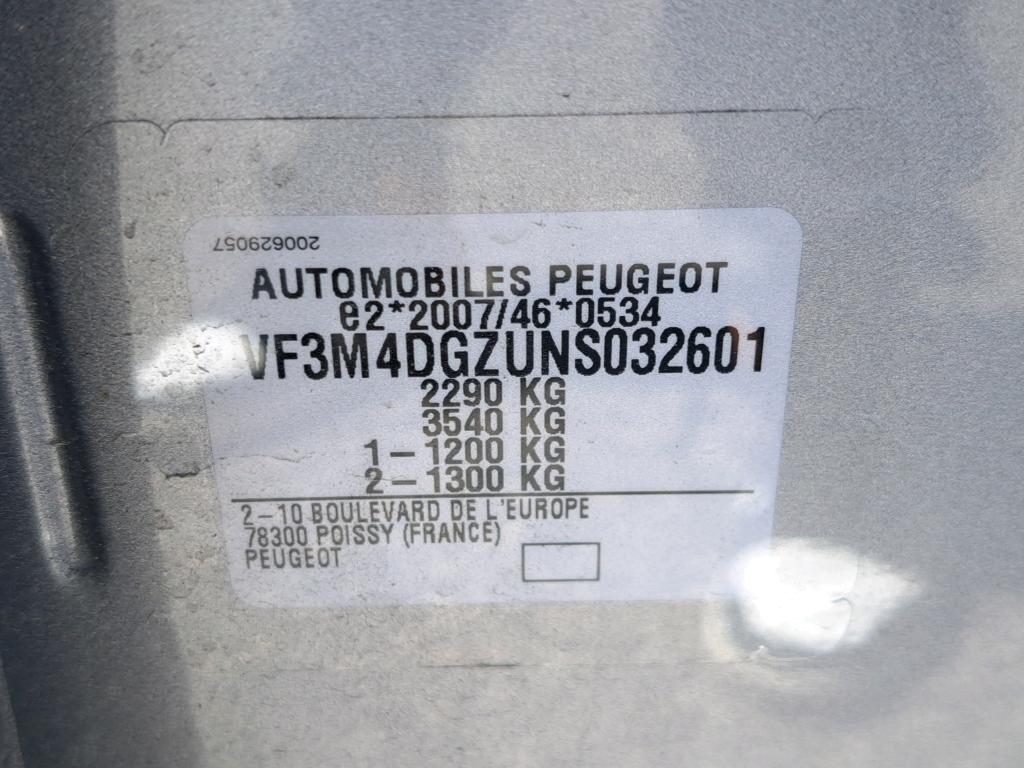 200629057
AUTOMOBILES PEUGEOT
e2*2007/46*0534
VF3M4DGZUNS032601
2290 KG
3540 KG
1-1200 KG
2-1300 KG
2-10 BOULEVARD DE L'EUROPE
78300 POISSY (FRANCE)
PEUGEOT